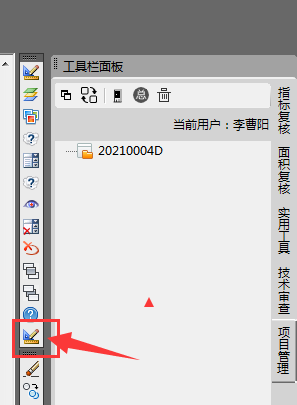 工具栏面板
总
当前用户：李曹阳
20210004D
指标复核
面积复核
实用工具
技术审查
项目管理